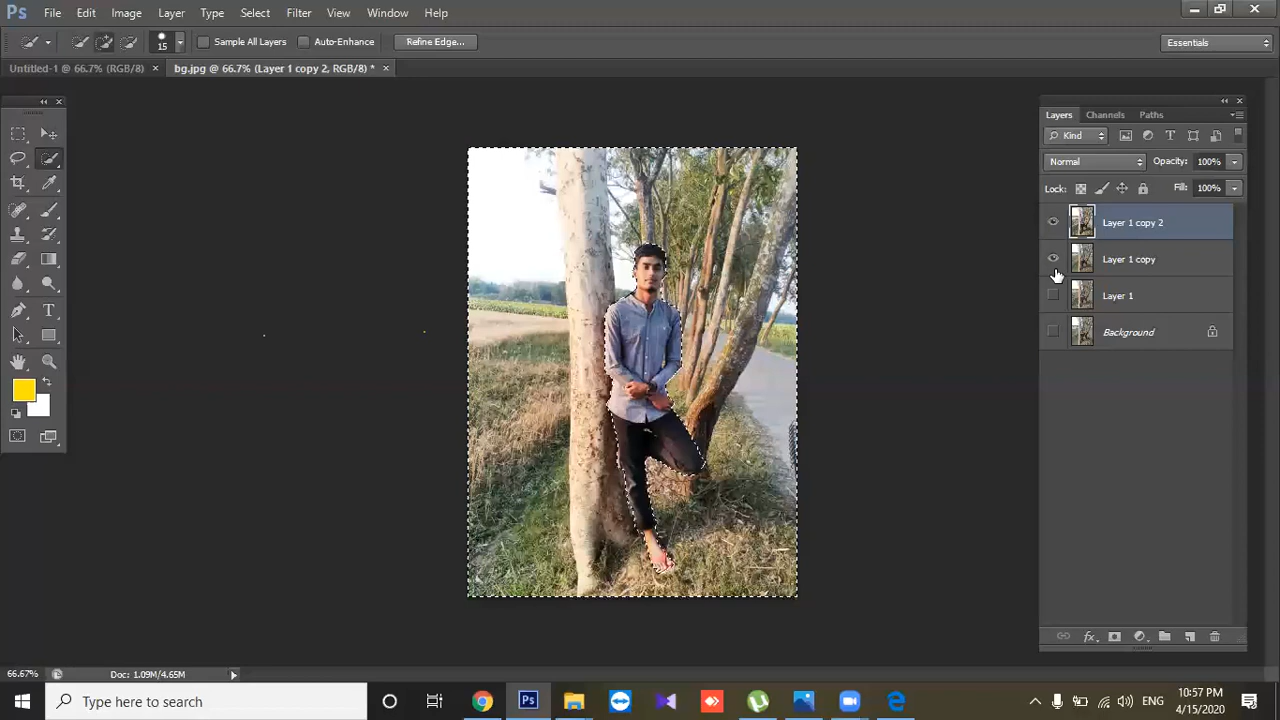 Ps File Edit Image Layer Type Select Filter View Window Help
15 Sample All Layers Auto-Enhance Refine Edge... Essentials
Untitled-1 @ 66.7% (RGB/8) × bg.jpg @ 66.7% (Layer 1 copy 2, RGB/8) * ×
Layers Channels Paths
Kind
Normal Opacity: 100%
Lock: Fill: 100%
Layer 1 copy 2
Layer 1 copy
Layer 1
Background
66.67% Doc: 1.09M/4.65M
Type here to search
Ps
ENG
10:57 PM
4/15/2020